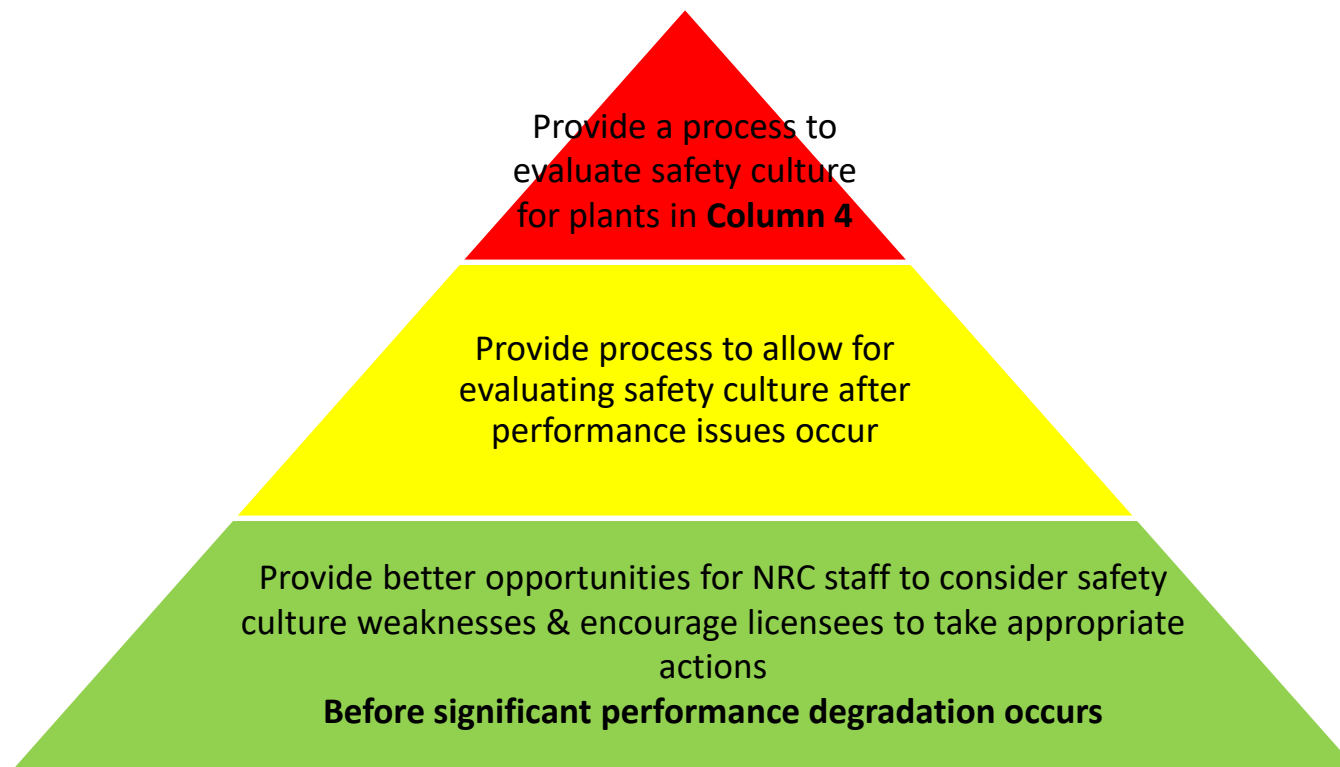 Provide a process to
evaluate safety culture
for plants in Column 4
Provide process to allow for
evaluating safety culture after
performance issues occur
Provide better opportunities for NRC staff to consider safety
culture weaknesses & encourage licensees to take appropriate
actions
Before significant performance degradation occurs